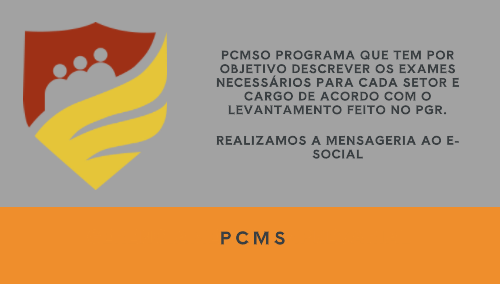 PCMSO PROGRAMA QUE TEM POR
OBJETIVO DESCREVER OS EXAMES
NECESSÁRIOS PARA CADA SETOR E
CARGO DE ACORDO COM O
LEVANTAMENTO FEITO NO PGR.
REALIZAMOS A MENSAGERIA AO E-
SOCIAL
PCMS